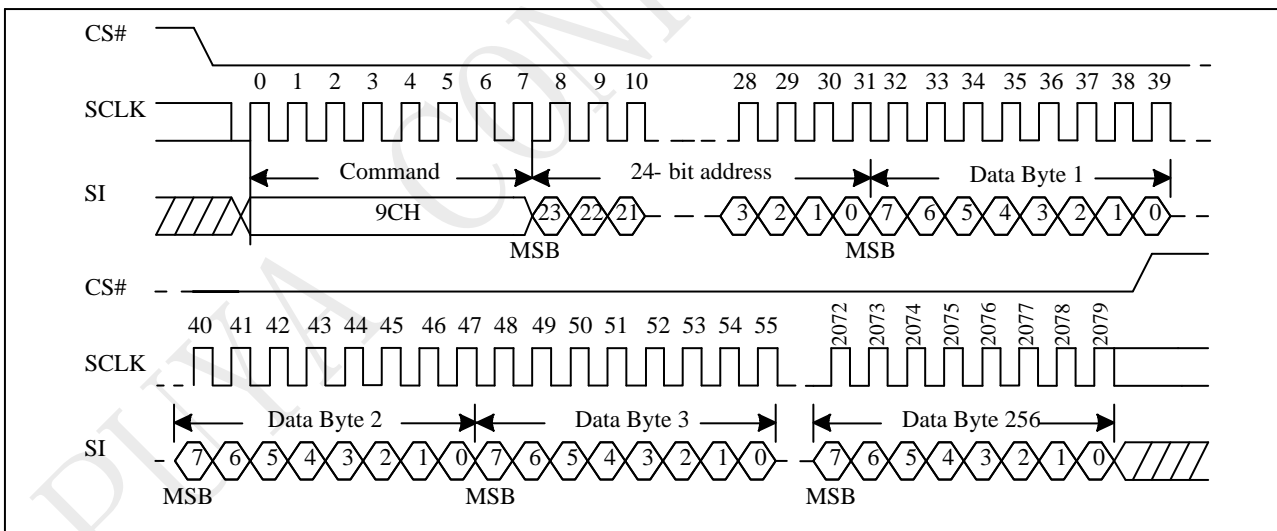 CS#
0 1 2 3 4 5 6 7 8 9 10 28 29 30 31 32 33 34 35 36 37 38 39
SCLK
Command 24- bit address Data Byte 1
SI
9CH 23 22 21 3 2 1 0 7 6 5 4 3 2 1 0
MSB MSB
CS#
40 41 42 43 44 45 46 47 48 49 50 51 52 53 54 55 2072 2073 2074 2075 2076 2077 2078 2079
SCLK
Data Byte 2 Data Byte 3 Data Byte 256
SI
7 6 5 4 3 2 1 0 7 6 5 4 3 2 1 0 7 6 5 4 3 2 1 0
MSB MSB MSB
PUYA CONF